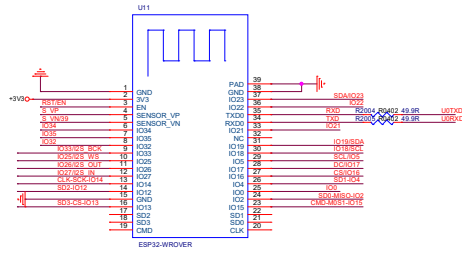 U11
1 GND
+3V3 2 3V3
RST/EN 3 EN
S_VP 4 SENSOR_VP
S_VN/39 5 SENSOR_VN
IO34 6 IO34
IO35 7 IO35
IO32 8 IO32
IO33/I2S_BCK 9 IO33
IO25/I2S_WS 10 IO25
IO26/I2S_OUT 11 IO26
IO27/I2S_IN 12 IO27
CLK-SCK-IO14 13 IO14
SD2-IO12 14 IO12
15 GND
SD3-CS-IO13 16 IO13
17 SD2
18 SD3
19 CMD
PAD 39
GND 38
IO23 37 SDA/IO23
IO22 36 IO22
TXD0 35 RXD R2004 R0402 49.9R U0TXD
RXD0 34 TXD R2005 R0402 49.9R U0RXD
IO21 33 IO21
NC 32
IO19 31 IO19/SDA
IO18 30 IO18/SCL
IO5 29 SCL/IO5
IO17 28 DC/IO17
IO16 27 CS/IO16
IO4 26 SD1-IO4
IO0 25 IO0
IO2 24 SD0-MISO-IO2
IO15 23 CMD-MOS1-IO15
SD1 22
SD0 21
CLK 20
ESP32-WROVER